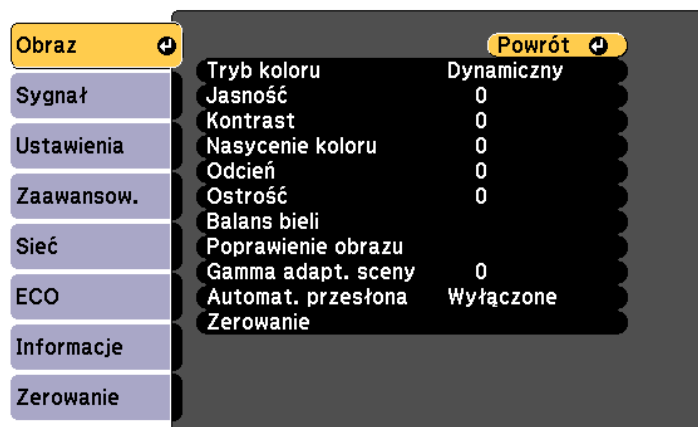 Obraz
Sygnał
Ustawienia
Zaawansow.
Sieć
ECO
Informacje
Zerowanie
Powrót
Tryb koloru Dynamiczny
Jasność 0
Kontrast 0
Nasycenie koloru 0
Odcień 0
Ostrość 0
Balans bieli
Poprawienie obrazu
Gamma adapt. sceny 0
Automat. przesłona Wyłączone
Zerowanie